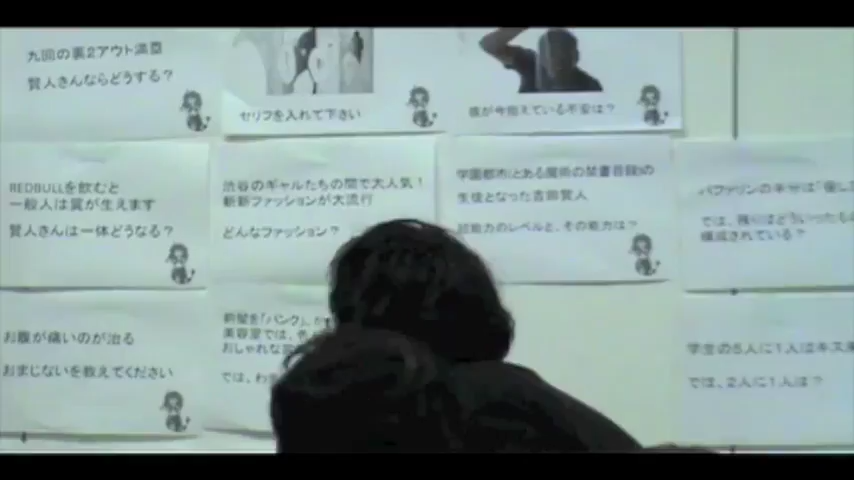 九回の裏2アウト満塁
賢人さんならどうする?
セリフを入れて下さい
彼が今抱えている不安は?
REDBULLを飲むと
一般人は翼が生えます
賢人さんは一体どうなる?
渋谷のギャルたちの間で大人気!
斬新ファッションが大流行
どんなファッション?
学園都市(とある魔術の禁書目録)の
生徒となった吉田賢人
超能力のレベルと、その能力は?
バファリンの半分は「優し
では、残りはどういったもの
構成されている?
お腹が痛いのが治る
おまじないを教えてください
前髪を「パンク」、か
美容室では、色
おしゃれな
では、わ
学生の5人に1人はキス
では、2人に1人は?